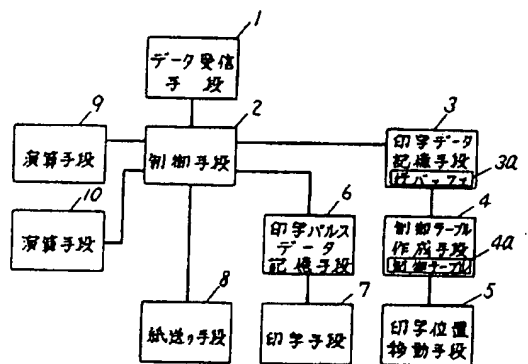 1
データ受信
手段
9
演算手段
2
制御手段
3
印字データ
記憶手段
行バッファ
3a
10
演算手段
6
印字パルス
データ
記憶手段
4
制御テーブル
作成手段
制御テーブル
4a
8
紙送り手段
7
印字手段
5
印字位置
移動手段